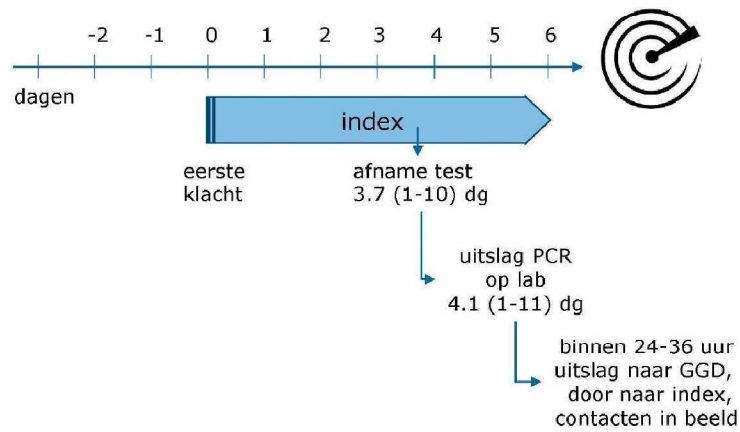 -2 -1 0 1 2 3 4 5 6
dagen
index
eerste
klacht
afname test
3.7 (1-10) dg
uitslag PCR
op lab
4.1 (1-11) dg
binnen 24-36 uur
uitslag naar GGD,
door naar index,
contacten in beeld